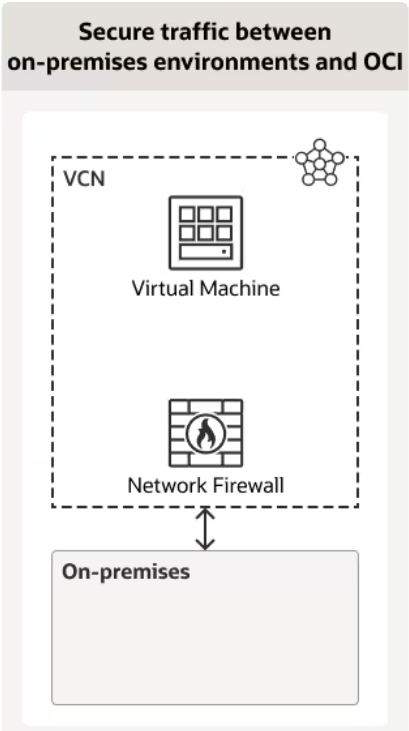 Secure traffic between
on-premises environments and OCI
VCN
Virtual Machine
Network Firewall
On-premises